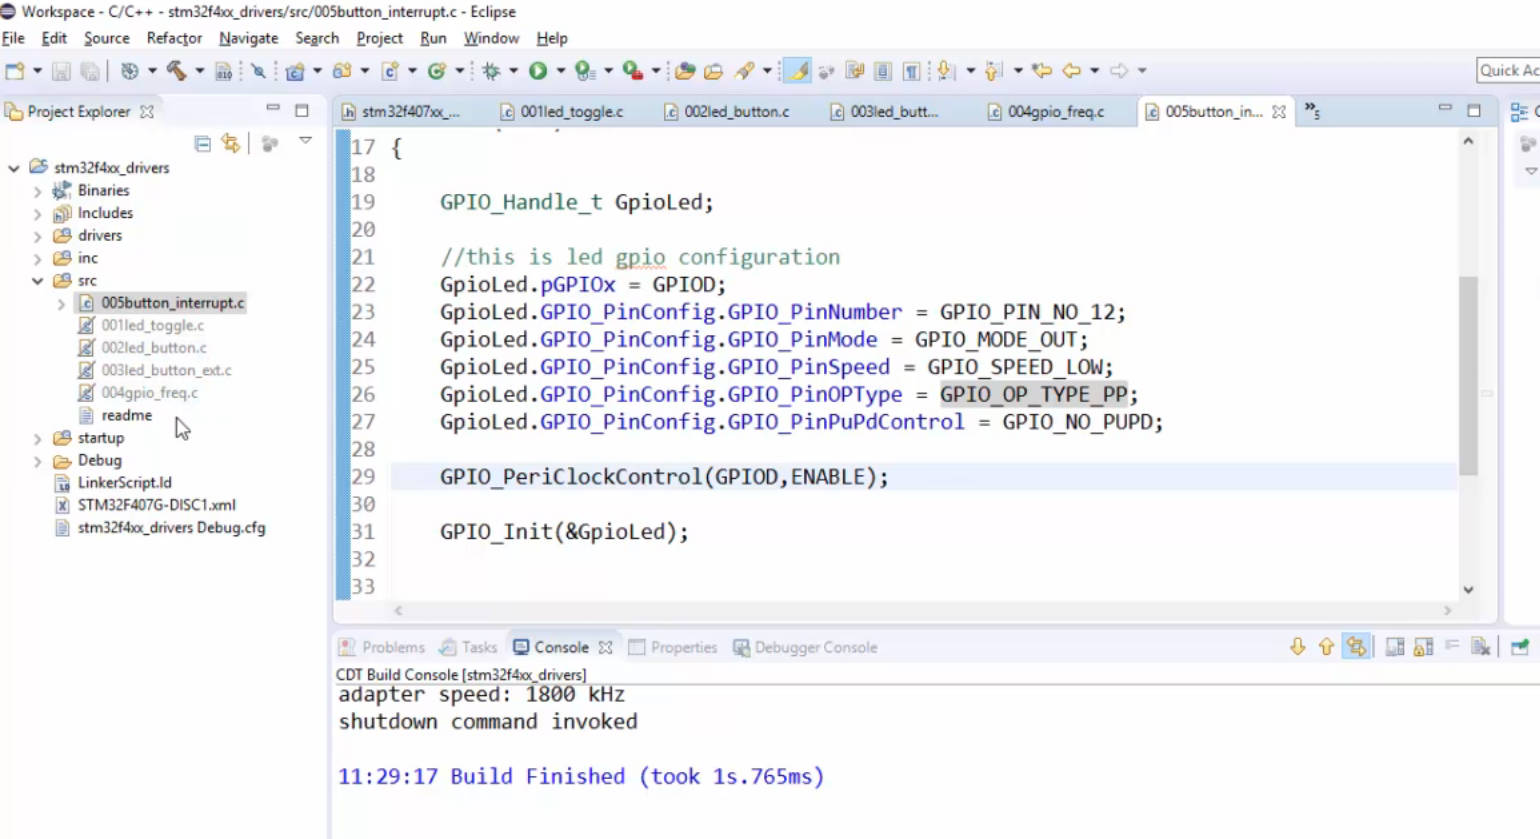 Workspace - C/C++ - stm32f4xx_drivers/src/005button_interrupt.c - Eclipse
File Edit Source Refactor Navigate Search Project Run Window Help
Quick Ac
Project Explorer
stm32f4xx_drivers
Binaries
Includes
drivers
inc
src
005button_interrupt.c
001led_toggle.c
002led_button.c
003led_button_ext.c
004gpio_freq.c
readme
startup
Debug
LinkerScript.ld
STM32F407G-DISC1.xml
stm32f4xx_drivers Debug.cfg
stm32f407xx_... 001led_toggle.c 002led_button.c 003led_butt... 004gpio_freq.c 005button_in... »5
17 {
18
19 GPIO_Handle_t GpioLed;
20
21 //this is led gpio configuration
22 GpioLed.pGPIOx = GPIOD;
23 GpioLed.GPIO_PinConfig.GPIO_PinNumber = GPIO_PIN_NO_12;
24 GpioLed.GPIO_PinConfig.GPIO_PinMode = GPIO_MODE_OUT;
25 GpioLed.GPIO_PinConfig.GPIO_PinSpeed = GPIO_SPEED_LOW;
26 GpioLed.GPIO_PinConfig.GPIO_PinOPType = GPIO_OP_TYPE_PP;
27 GpioLed.GPIO_PinConfig.GPIO_PinPuPdControl = GPIO_NO_PUPD;
28
29 GPIO_PeriClockControl(GPIOD,ENABLE);
30
31 GPIO_Init(&GpioLed);
32
33
Problems Tasks Console Properties Debugger Console
CDT Build Console [stm32f4xx_drivers]
adapter speed: 1800 kHz
shutdown command invoked
11:29:17 Build Finished (took 1s.765ms)